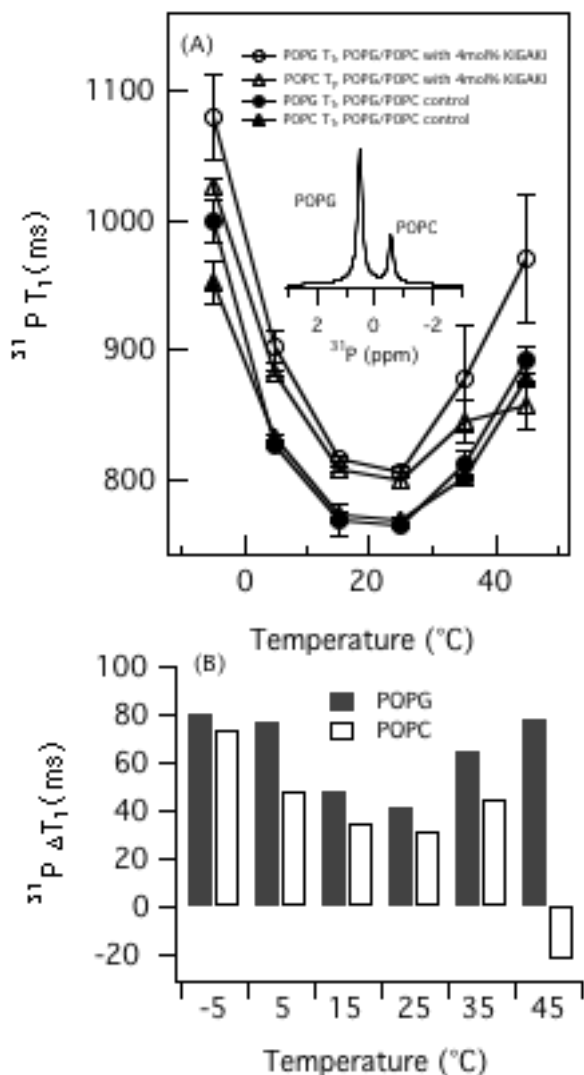 (A)
POPG T₁, POPG/POPC with 4mol% KIGAKI
POPC T₁, POPG/POPC with 4mol% KIGAKI
POPG T₁, POPG/POPC control
POPC T₁, POPG/POPC control
1100
1000
900
800
³¹P T₁ (ms)
POPG
POPC
2 0 -2
³¹P (ppm)
0 20 40
Temperature (°C)
(B)
100
80
60
40
20
0
-20
³¹P ΔT₁ (ms)
POPG
POPC
-5 5 15 25 35 45
Temperature (°C)